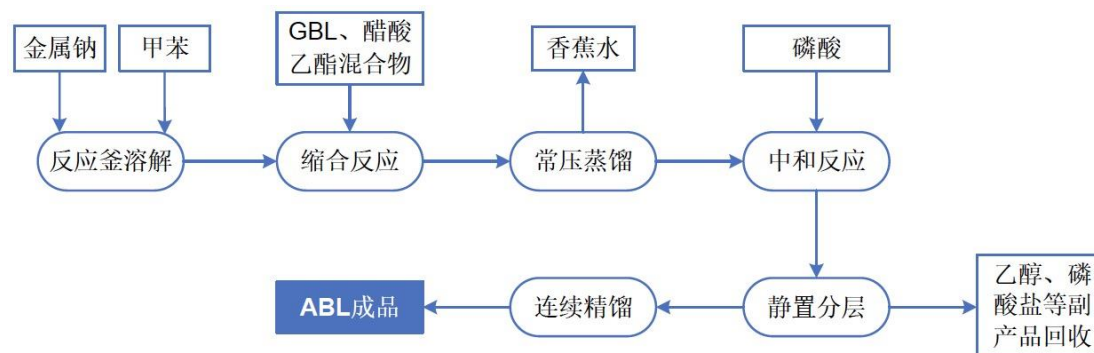 金属钠
甲苯
GBL、醋酸
乙酯混合物
香蕉水
磷酸
反应釜溶解
缩合反应
常压蒸馏
中和反应
ABL成品
连续精馏
静置分层
乙醇、磷
酸盐等副
产品回收